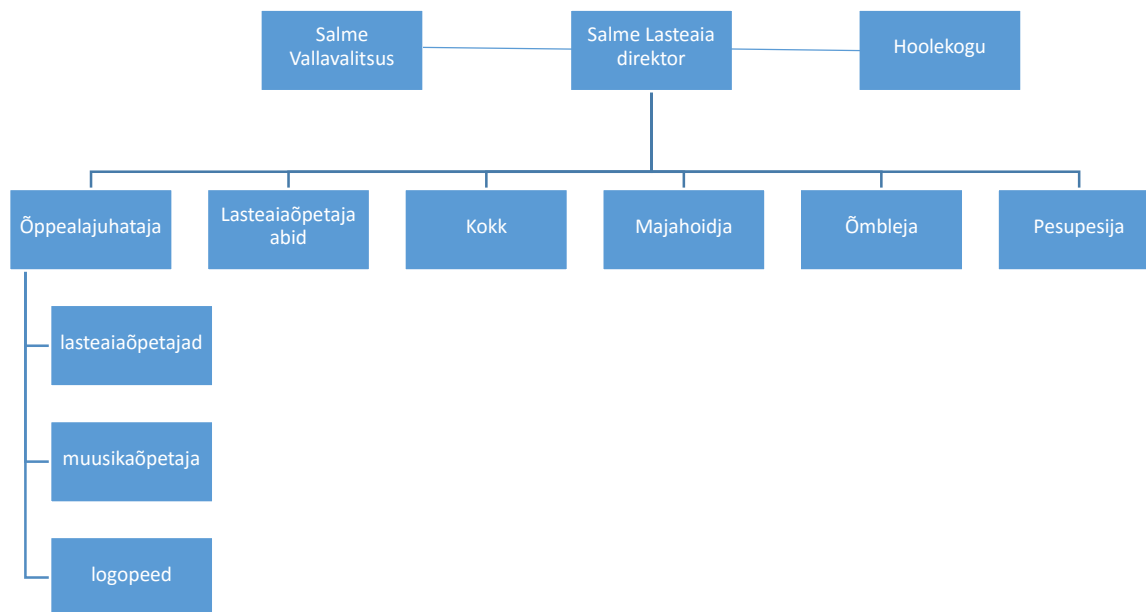 Salme
Vallavalitsus
Salme Lasteaia
direktor
Hoolekogu
Õppealajuhataja
Lasteaiaõpetaja
abid
Kokk
Majahoidja
Õmbleja
Pesupesija
lasteaiaõpetajad
muusikaõpetaja
logopeed